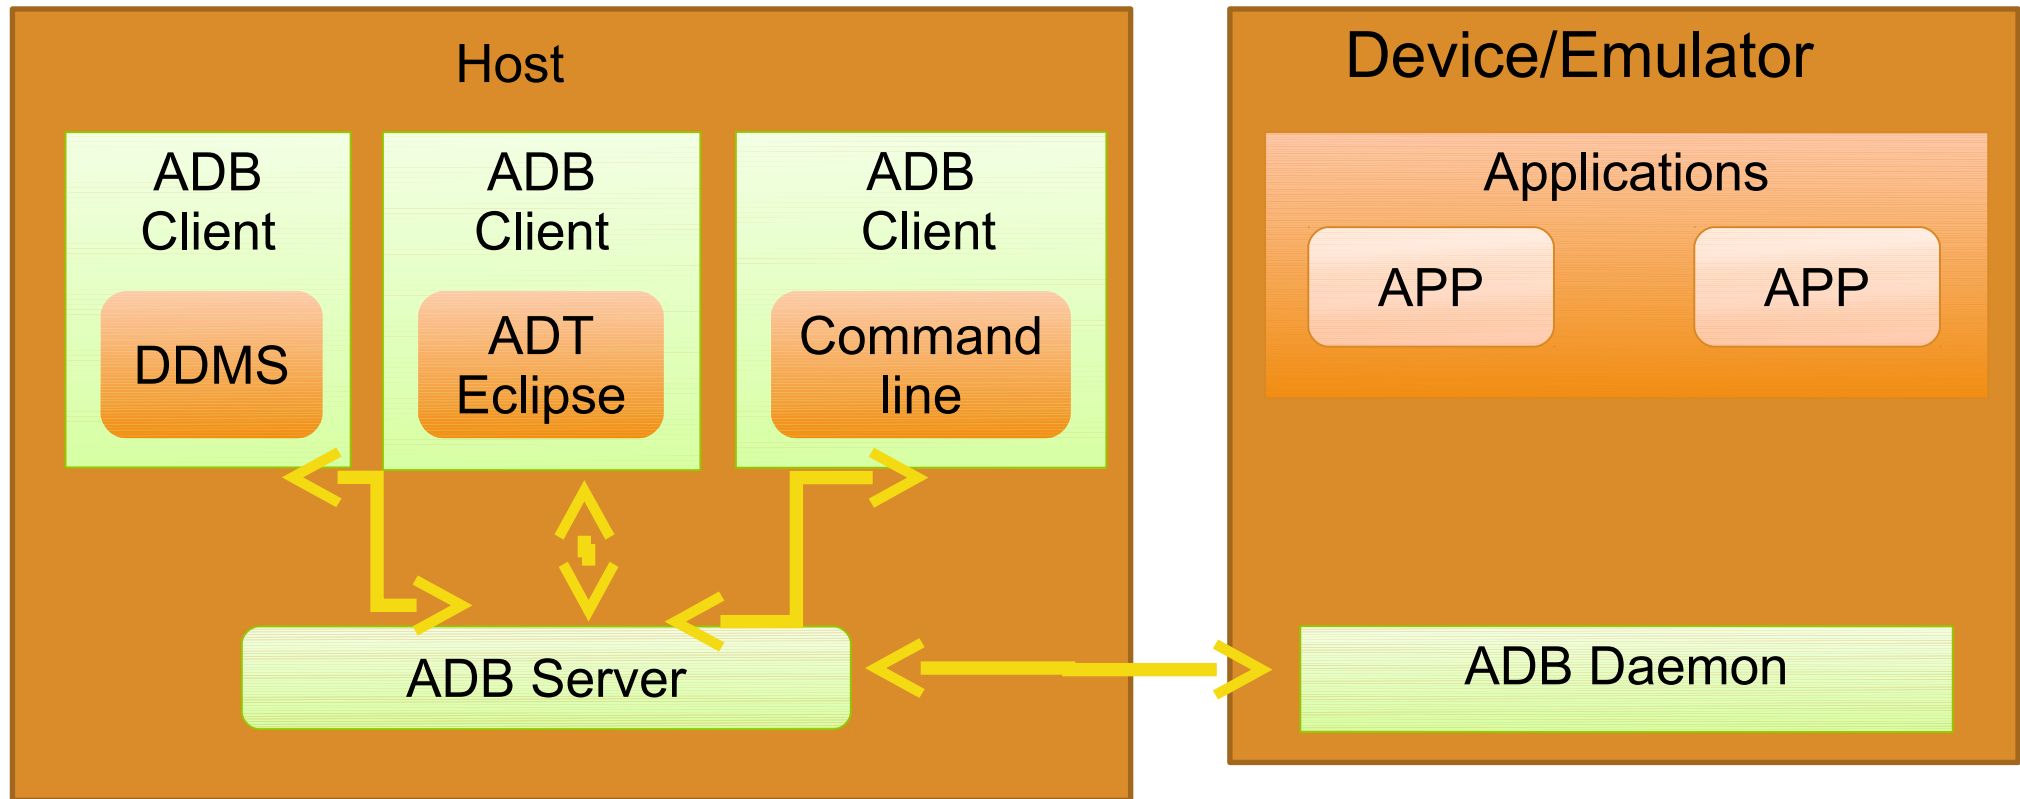 Host
ADB
Client
DDMS
ADB
Client
ADT
Eclipse
ADB
Client
Command
line
ADB Server
Device/Emulator
Applications
APP
APP
ADB Daemon